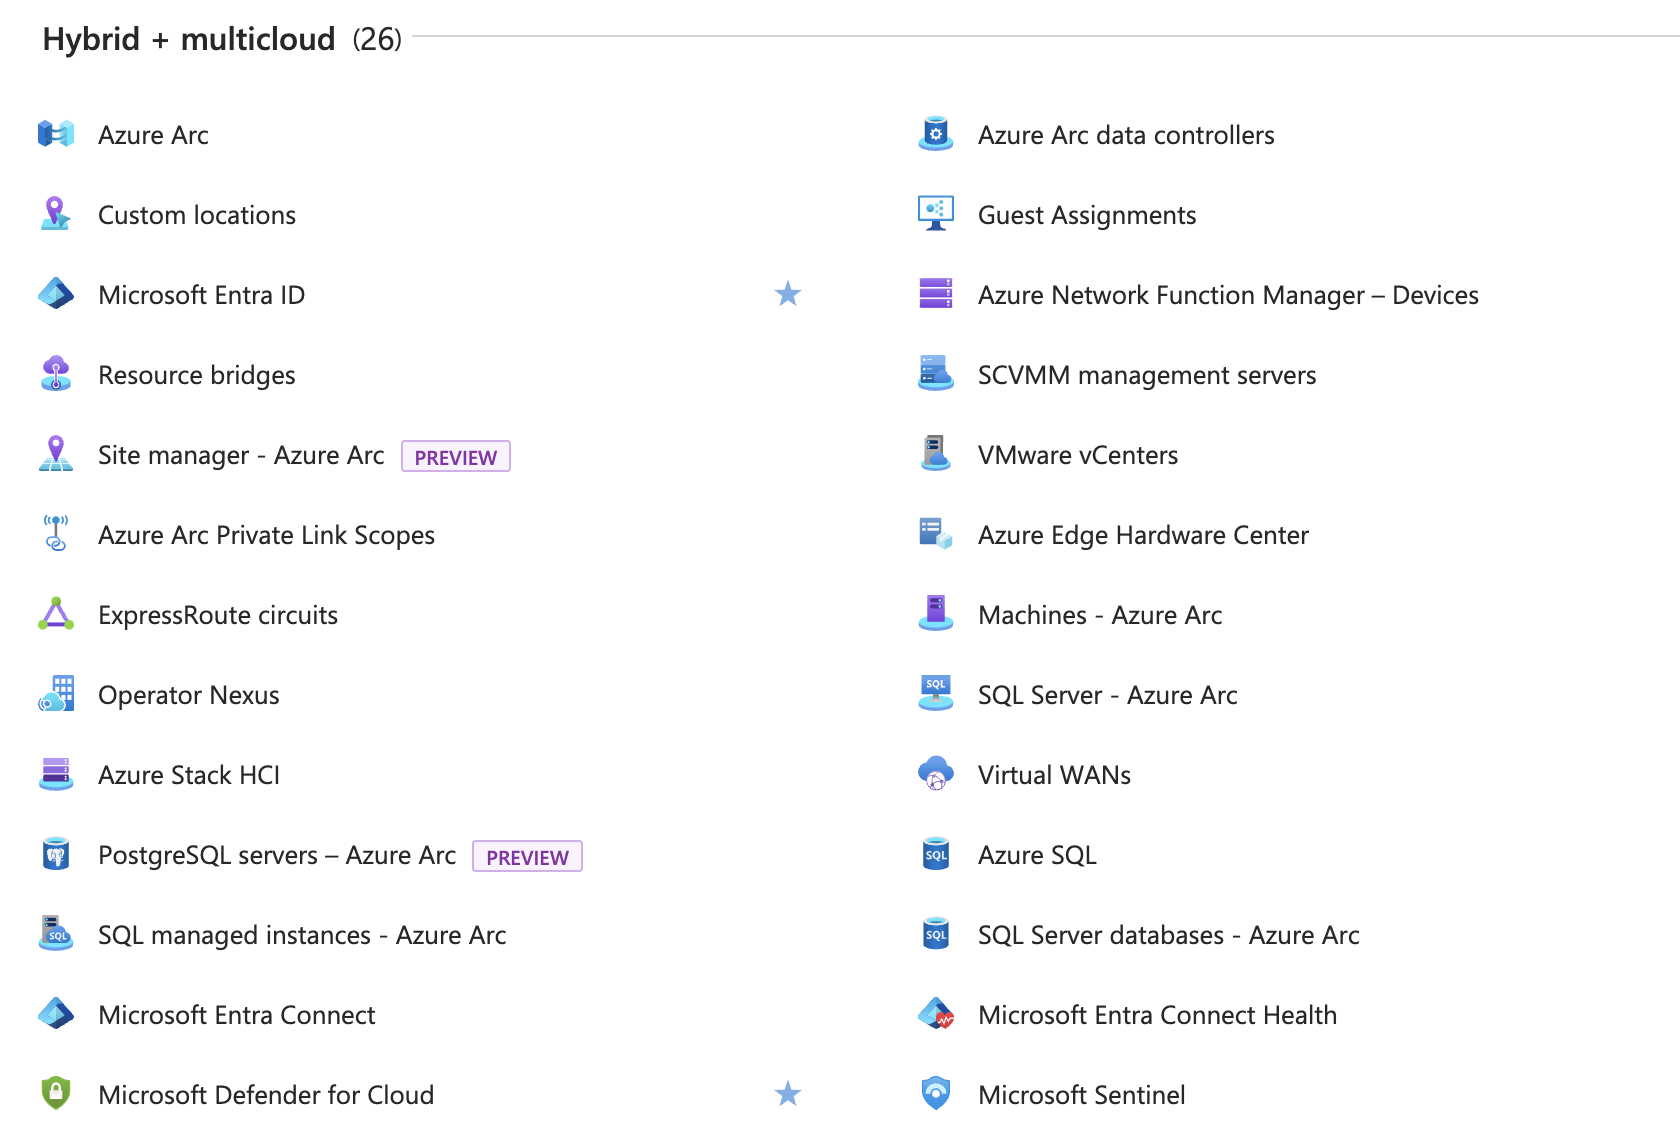 Hybrid + multicloud (26)
Azure Arc
Azure Arc data controllers
Custom locations
Guest Assignments
Microsoft Entra ID
Azure Network Function Manager – Devices
Resource bridges
SCVMM management servers
Site manager - Azure Arc PREVIEW
VMware vCenters
Azure Arc Private Link Scopes
Azure Edge Hardware Center
ExpressRoute circuits
Machines - Azure Arc
Operator Nexus
SQL
SQL Server - Azure Arc
Azure Stack HCI
Virtual WANs
PostgreSQL servers – Azure Arc PREVIEW
SQL
Azure SQL
SQL
SQL managed instances - Azure Arc
SQL
SQL Server databases - Azure Arc
Microsoft Entra Connect
Microsoft Entra Connect Health
Microsoft Defender for Cloud
Microsoft Sentinel